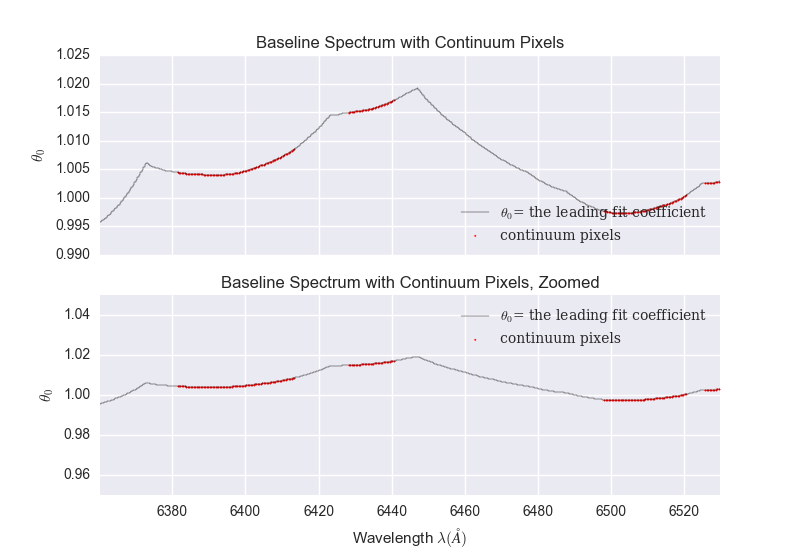 Baseline Spectrum with Continuum Pixels
1.025
1.020
1.015
1.010
1.005
1.000
0.995
0.990
θ₀
θ₀= the leading fit coefficient
continuum pixels
Baseline Spectrum with Continuum Pixels, Zoomed
1.04
1.02
1.00
0.98
0.96
θ₀
θ₀= the leading fit coefficient
continuum pixels
6380 6400 6420 6440 6460 6480 6500 6520
Wavelength λ(Å)